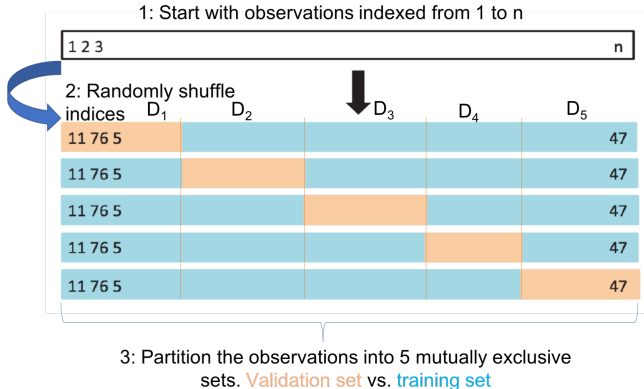 1: Start with observations indexed from 1 to n
1 2 3 n
2: Randomly shuffle
indices D₁ D₂ D₃ D₄ D₅
11 76 5 47
11 76 5 47
11 76 5 47
11 76 5 47
11 76 5 47
3: Partition the observations into 5 mutually exclusive
sets. Validation set vs. training set